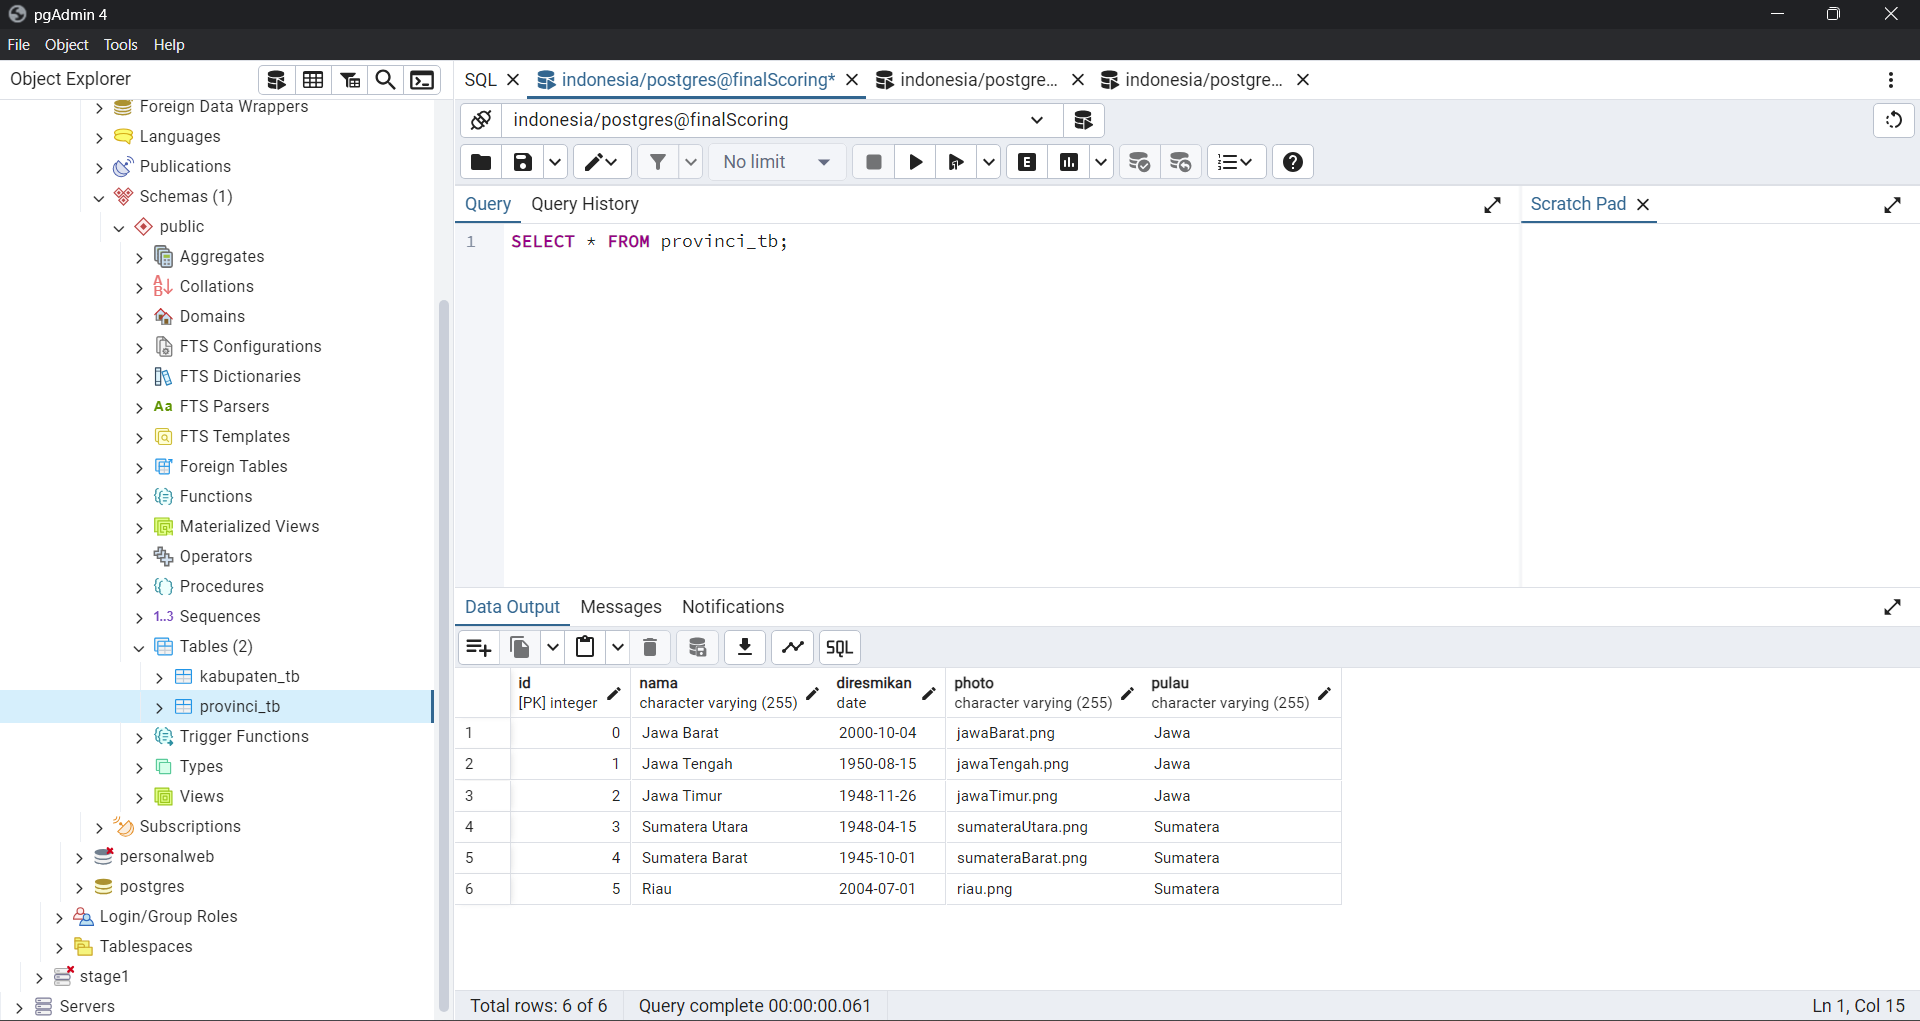 pgAdmin 4
File Object Tools Help
Object Explorer
Foreign Data Wrappers
Languages
Publications
Schemas (1)
public
Aggregates
Collations
Domains
FTS Configurations
FTS Dictionaries
Aa FTS Parsers
FTS Templates
Foreign Tables
Functions
Materialized Views
Operators
Procedures
1..3 Sequences
Tables (2)
kabupaten_tb
provinci_tb
Trigger Functions
Types
Views
Subscriptions
personalweb
postgres
Login/Group Roles
Tablespaces
stage1
Servers
SQL indonesia/postgres@finalScoring* indonesia/postgre... indonesia/postgre...
indonesia/postgres@finalScoring
No limit E
Query Query History
Scratch Pad
1 SELECT * FROM provinci_tb;
Data Output Messages Notifications
SQL
id nama diresmikan photo pulau
[PK] integer character varying (255) date character varying (255) character varying (255)
1 0 Jawa Barat 2000-10-04 jawaBarat.png Jawa
2 1 Jawa Tengah 1950-08-15 jawaTengah.png Jawa
3 2 Jawa Timur 1948-11-26 jawaTimur.png Jawa
4 3 Sumatera Utara 1948-04-15 sumateraUtara.png Sumatera
5 4 Sumatera Barat 1945-10-01 sumateraBarat.png Sumatera
6 5 Riau 2004-07-01 riau.png Sumatera
Total rows: 6 of 6 Query complete 00:00:00.061 Ln 1, Col 15